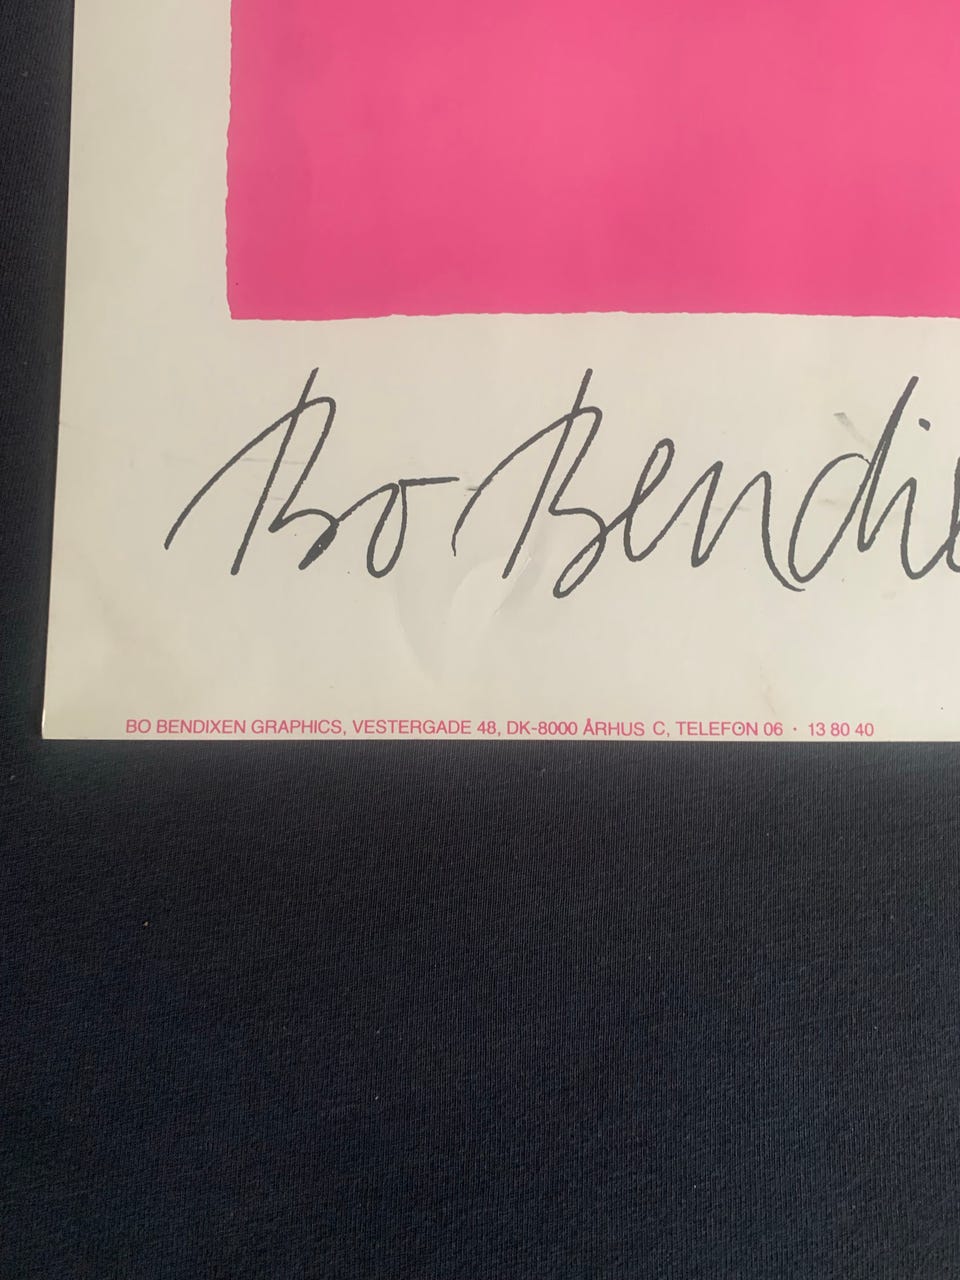 Bo Bendi
BO BENDIXEN GRAPHICS, VESTERGADE 48, DK-8000 ÅRHUS C, TELEFON 06 · 13 80 40